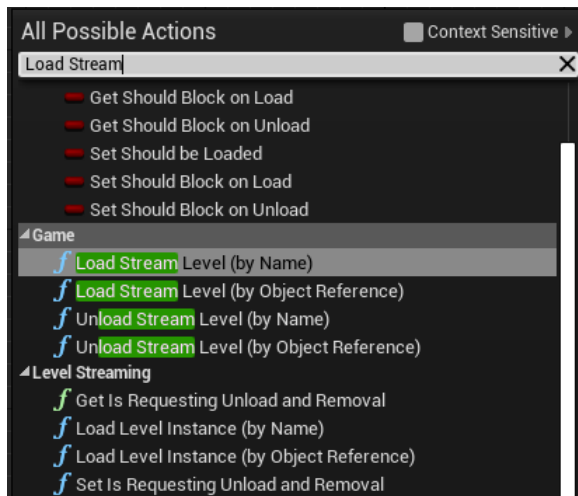 All Possible Actions Context Sensitive
Load Stream
Get Should Block on Load
Get Should Block on Unload
Set Should be Loaded
Set Should Block on Load
Set Should Block on Unload
Game
f Load Stream Level (by Name)
f Load Stream Level (by Object Reference)
f Unload Stream Level (by Name)
f Unload Stream Level (by Object Reference)
Level Streaming
f Get Is Requesting Unload and Removal
f Load Level Instance (by Name)
f Load Level Instance (by Object Reference)
f Set Is Requesting Unload and Removal